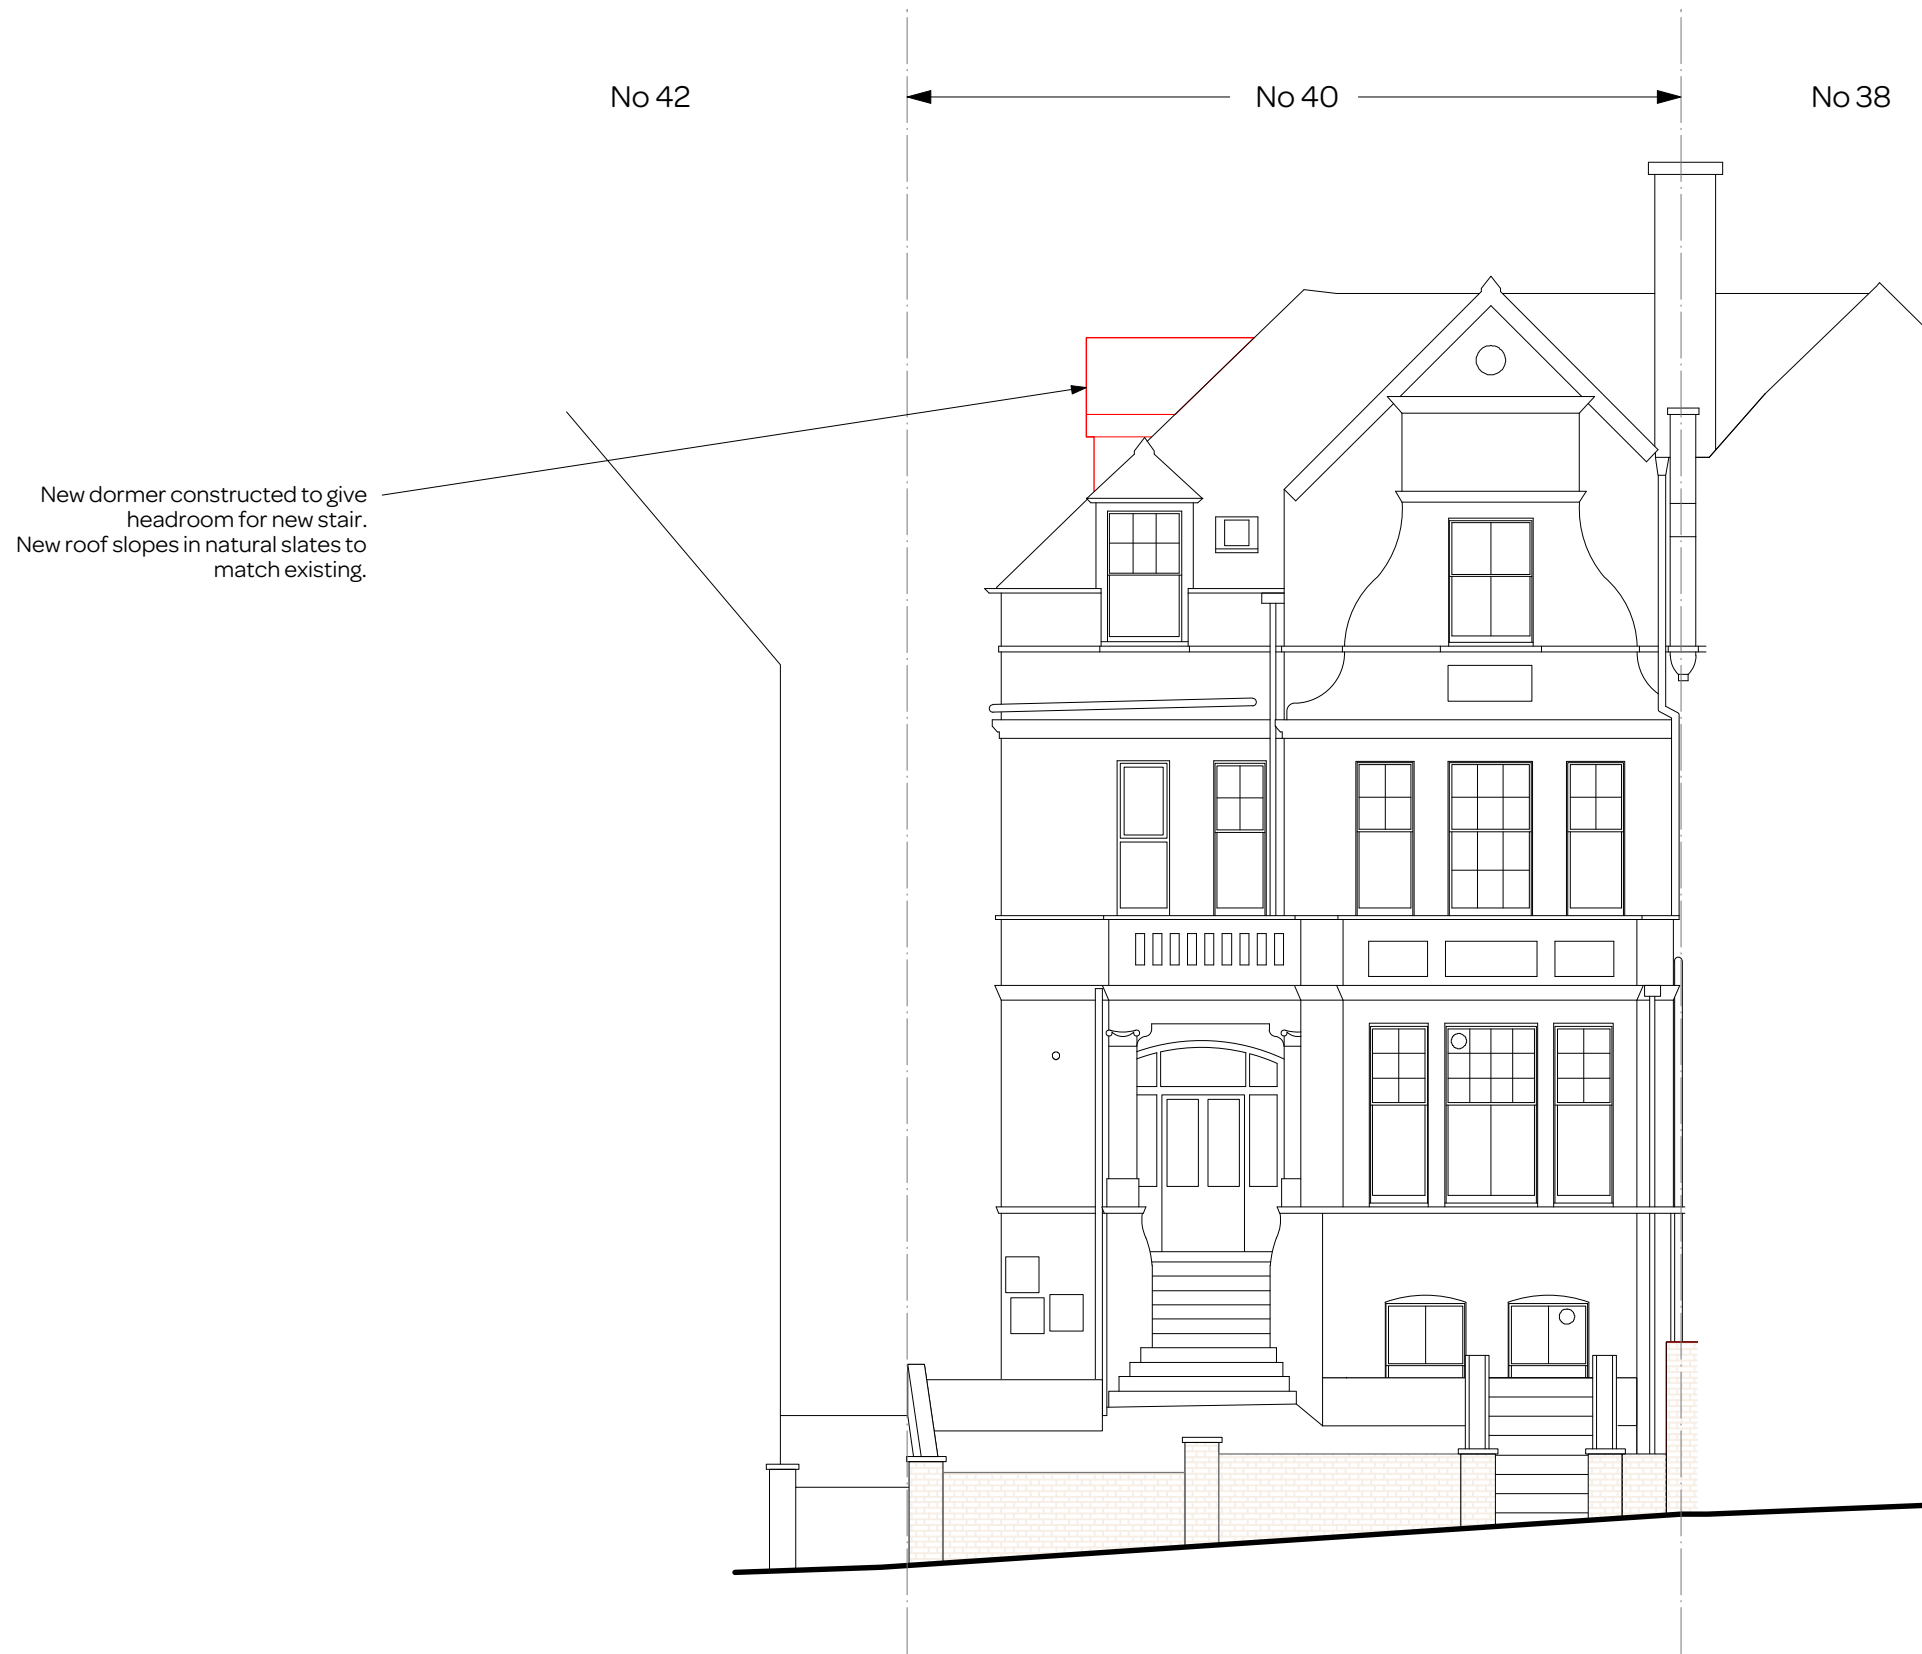 No 42
No 40
No 38
New dormer constructed to give
headroom for new stair.
New roof slopes in natural slates to
match existing.